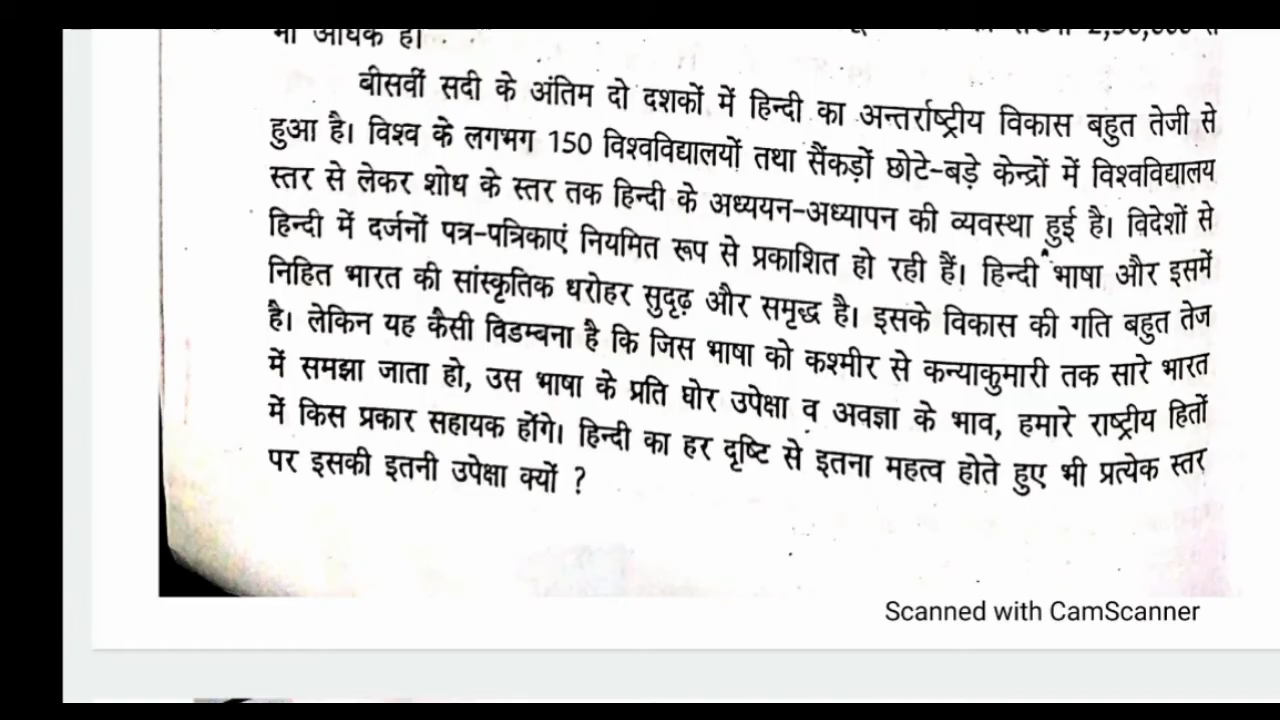 भी अधिक है।
बीसवीं सदी के अंतिम दो दशकों में हिन्दी का अन्तर्राष्ट्रीय विकास बहुत तेजी से
हुआ है। विश्व के लगभग 150 विश्वविद्यालयों तथा सैंकड़ों छोटे-बड़े केन्द्रों में विश्वविद्यालय
स्तर से लेकर शोध के स्तर तक हिन्दी के अध्ययन-अध्यापन की व्यवस्था हुई है। विदेशों से
हिन्दी में दर्जनों पत्र-पत्रिकाएं नियमित रूप से प्रकाशित हो रही हैं। हिन्दी भाषा और इसमें
निहित भारत की सांस्कृतिक धरोहर सुदृढ़ और समृद्ध है। इसके विकास की गति बहुत तेज
है। लेकिन यह कैसी विडम्बना है कि जिस भाषा को कश्मीर से कन्याकुमारी तक सारे भारत
में समझा जाता हो, उस भाषा के प्रति घोर उपेक्षा व अवज्ञा के भाव, हमारे राष्ट्रीय हितों
में किस प्रकार सहायक होंगे। हिन्दी का हर दृष्टि से इतना महत्व होते हुए भी प्रत्येक स्तर
पर इसकी इतनी उपेक्षा क्यों ?
Scanned with CamScanner